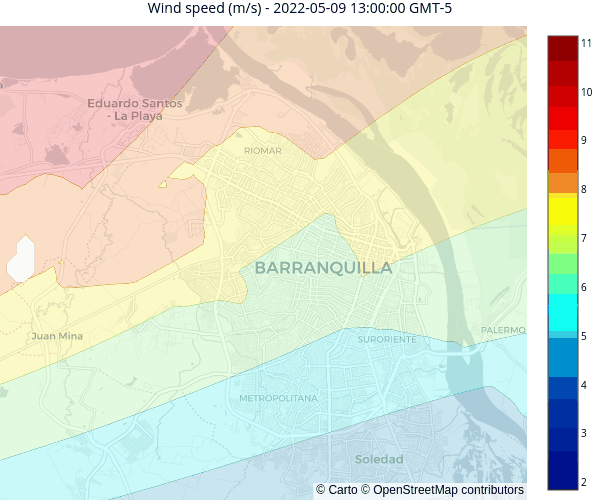 Wind speed (m/s) - 2022-05-09 13:00:00 GMT-5
Eduardo Santos
- La Playa
RIOMAR
BARRANQUILLA
Juan Mina
SURORIENTE
PALERMO
METROPOLITANA
Soledad
© Carto © OpenStreetMap contributors
11
10
9
8
7
6
5
4
3
2